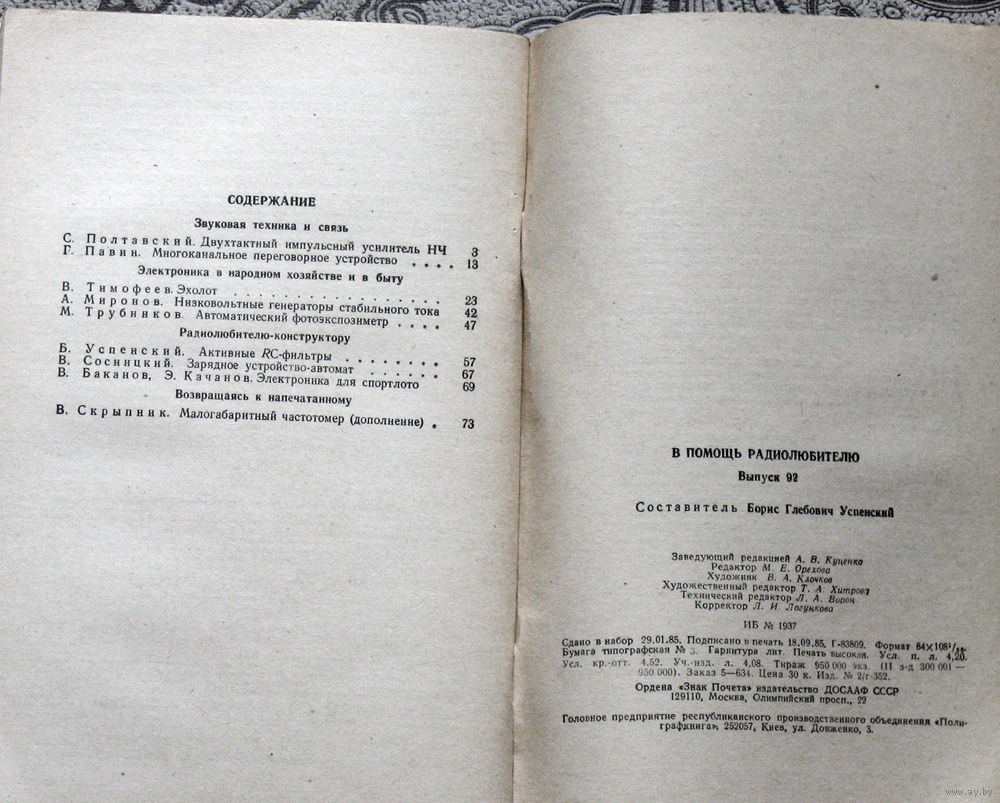 СОДЕРЖАНИЕ
Звуковая техника и связь
С. Полтавский. Двухтактный импульсный усилитель НЧ 3
Г. Павин. Многоканальное переговорное устройство . . . . 13
Электроника в народном хозяйстве и в быту
В. Тимофеев. Эхолот . . . . . . . . . . . . . . . . 23
А. Миронов. Низковольтные генераторы стабильного тока 42
М. Трубников. Автоматический фотоэкспозиметр . . . . 47
Радиолюбителю-конструктору
Б. Успенский. Активные RC-фильтры . . . . . . . . 57
В. Сосницкий. Зарядное устройство-автомат . . . . . . 67
В. Баканов, Э. Качанов. Электроника для спортлото 69
Возвращаясь к напечатанному
В. Скрыпник. Малогабаритный частотомер (дополнение) . 73
В ПОМОЩЬ РАДИОЛЮБИТЕЛЮ
Выпуск 92
Составитель Борис Глебович Успенский
Заведующий редакцией А. В. Куценко
Редактор М. Е. Орехова
Художник В. А. Клочков
Художественный редактор Т. А. Хитрова
Технический редактор Л. А. Ворон
Корректор Л. И. Логункова
ИБ № 1937
Сдано в набор 29.01.85. Подписано в печать 18.09.85. Г-83809. Формат 84×108¹/
Бумага типографская № 3. Гарнитура лит. Печать высокая. Усл. п. л. 4,20.
Усл. кр.-отт. 4.52. Уч.-изд. л. 4,08. Тираж 950 000 экз. (II з-д 300 001—
950 000). Заказ 5—634. Цена 30 к. Изд. № 2/г-352.
Ордена «Знак Почета» издательство ДОСААФ СССР
129110, Москва, Олимпийский просп., 22
Головное предприятие республиканского производственного объединения «Поли-
графкнига», 252057, Киев, ул. Довженко, 3.
www.ay.by